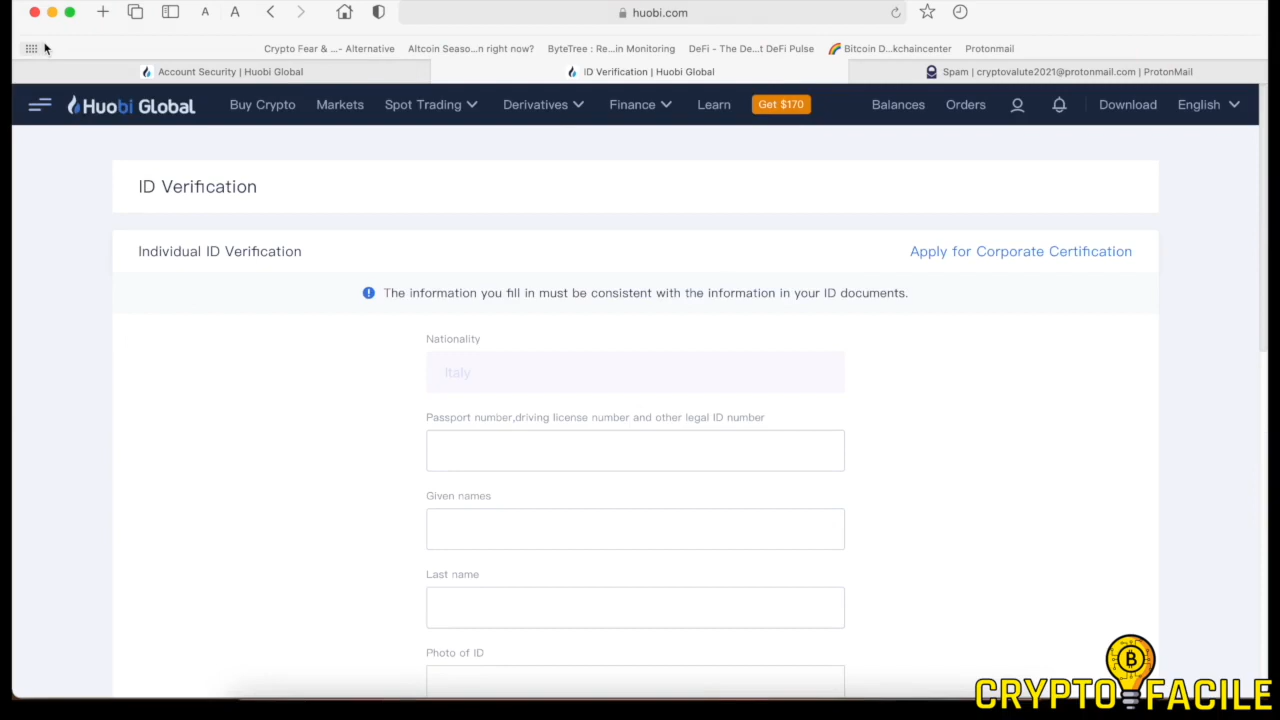 A A huobi.com
Crypto Fear & ...- Alternative Altcoin Seaso...n right now? ByteTree : Re...in Monitoring DeFi - The De...t DeFi Pulse Bitcoin D...kchaincenter Protonmail
Account Security | Huobi Global ID Verification | Huobi Global Spam | cryptovalute2021@protonmail.com | ProtonMail
Huobi Global Buy Crypto Markets Spot Trading Derivatives Finance Learn Get $170 Balances Orders Download English
ID Verification
Individual ID Verification Apply for Corporate Certification
The information you fill in must be consistent with the information in your ID documents.
Nationality
Italy
Passport number,driving license number and other legal ID number
Given names
Last name
Photo of ID
CRYPTO FACILE